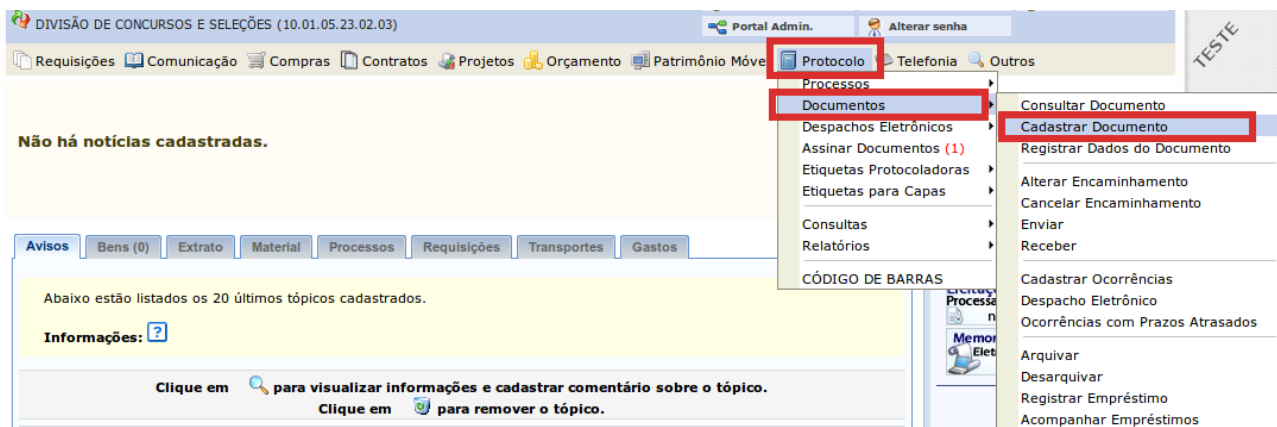 DIVISÃO DE CONCURSOS E SELEÇÕES (10.01.05.23.02.03)
Portal Admin.
Alterar senha
TESTE
Requisições Comunicação Compras Contratos Projetos Orçamento Patrimônio Móve Protocolo Telefonia Outros
Processos
Documentos
Despachos Eletrônicos
Assinar Documentos (1)
Etiquetas Protocoladoras
Etiquetas para Capas
Consultas
Relatórios
CÓDIGO DE BARRAS
Consultar Documento
Cadastrar Documento
Registrar Dados do Documento
Alterar Encaminhamento
Cancelar Encaminhamento
Enviar
Receber
Cadastrar Ocorrências
Despacho Eletrônico
Ocorrências com Prazos Atrasados
Arquivar
Desarquivar
Registrar Empréstimo
Acompanhar Empréstimos
Não há notícias cadastradas.
Avisos Bens (0) Extrato Material Processos Requisições Transportes Gastos
Abaixo estão listados os 20 últimos tópicos cadastrados.
Informações: ?
Clique em para visualizar informações e cadastrar comentário sobre o tópico.
Clique em para remover o tópico.
Processa
n
Memor
Elet